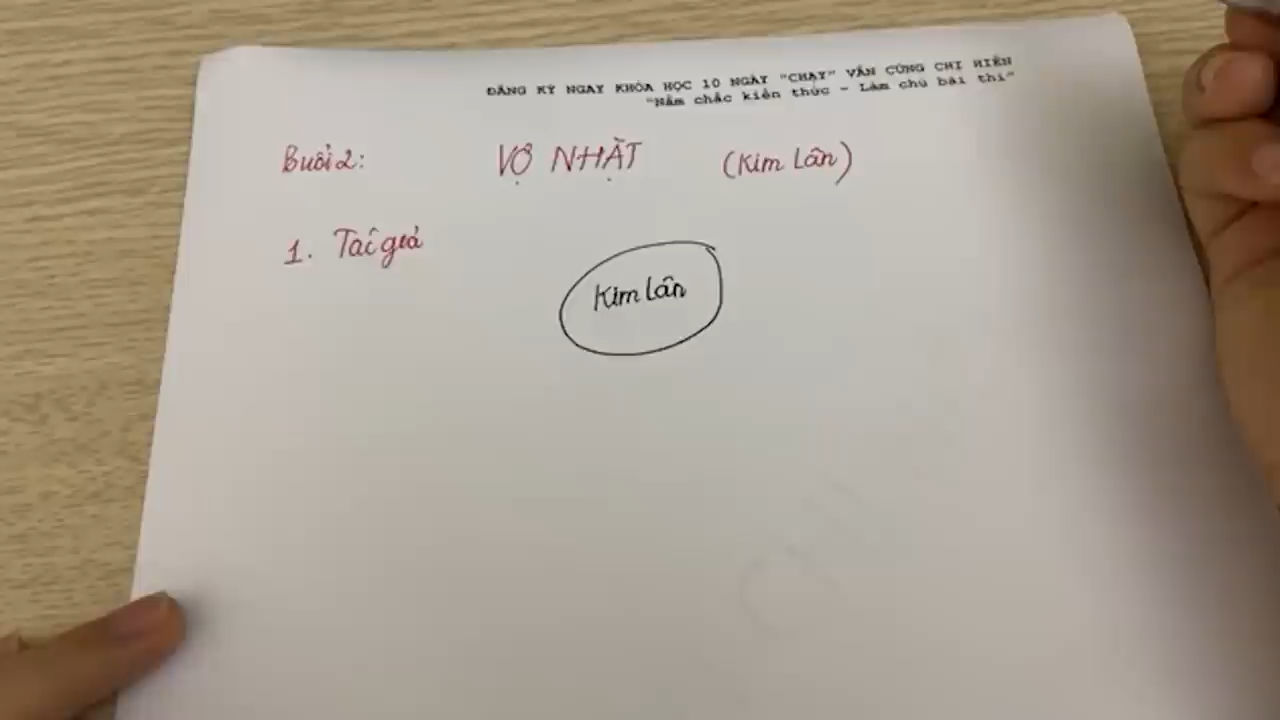 ĐĂNG KÝ NGAY KHÓA HỌC 10 NGÀY "CHẠY" VĂN CÙNG CHỊ HIÊN
"Nắm chắc kiến thức - Làm chủ bài thi"
Buổi 2: VỢ NHẶT (Kim Lân)
1. Tác giả
Kim Lân